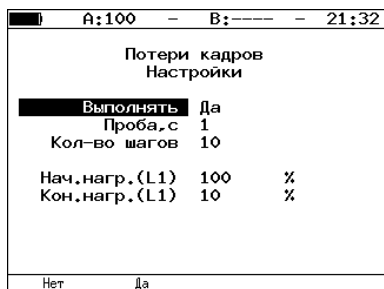 A:100 – B:---- – 21:32
Потери кадров
Настройки
Выполнять Да
Проба,с 1
Кол-во шагов 10
Нач.нагр.(L1) 100 %
Кон.нагр.(L1) 10 %
Нет Да